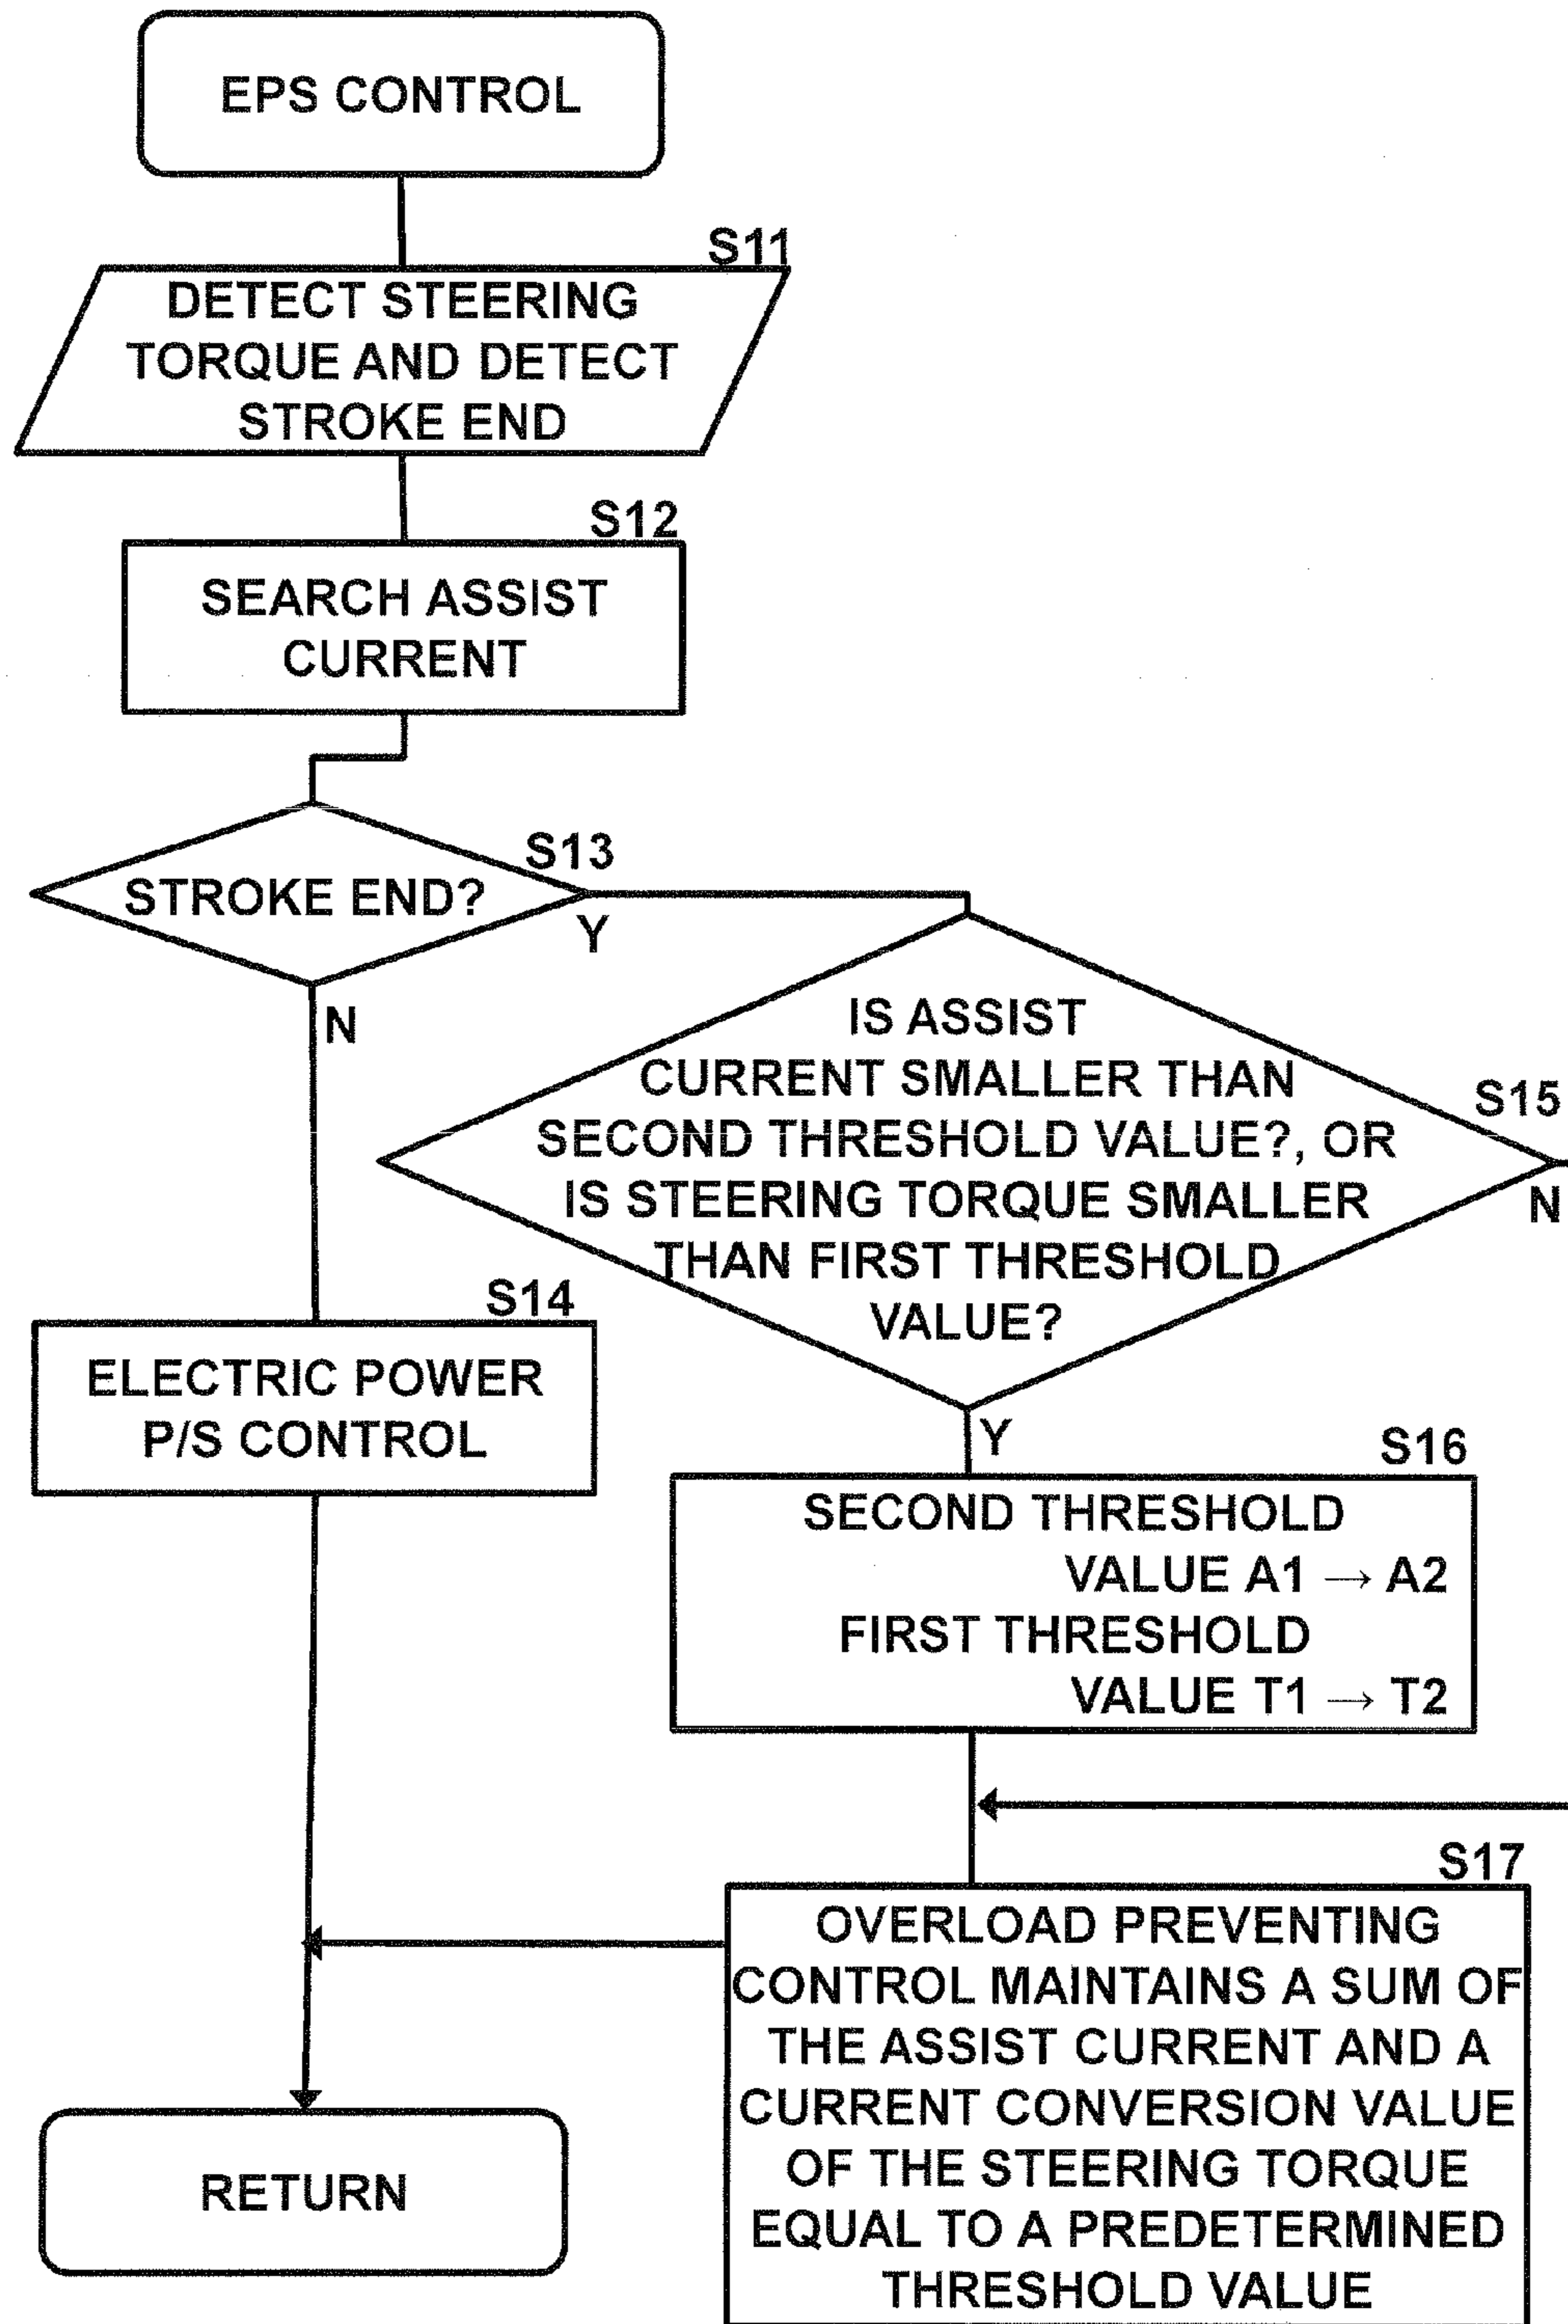 EPS CONTROL
S11
DETECT STEERING
TORQUE AND DETECT
STROKE END
S12
SEARCH ASSIST
CURRENT
S13
STROKE END?
Y
N
IS ASSIST
CURRENT SMALLER THAN
SECOND THRESHOLD VALUE?, OR
IS STEERING TORQUE SMALLER
THAN FIRST THRESHOLD
VALUE?
S15
N
Y
S14
ELECTRIC POWER
P/S CONTROL
S16
SECOND THRESHOLD
VALUE A1 → A2
FIRST THRESHOLD
VALUE T1 → T2
S17
OVERLOAD PREVENTING
CONTROL MAINTAINS A SUM OF
THE ASSIST CURRENT AND A
CURRENT CONVERSION VALUE
OF THE STEERING TORQUE
EQUAL TO A PREDETERMINED
THRESHOLD VALUE
RETURN